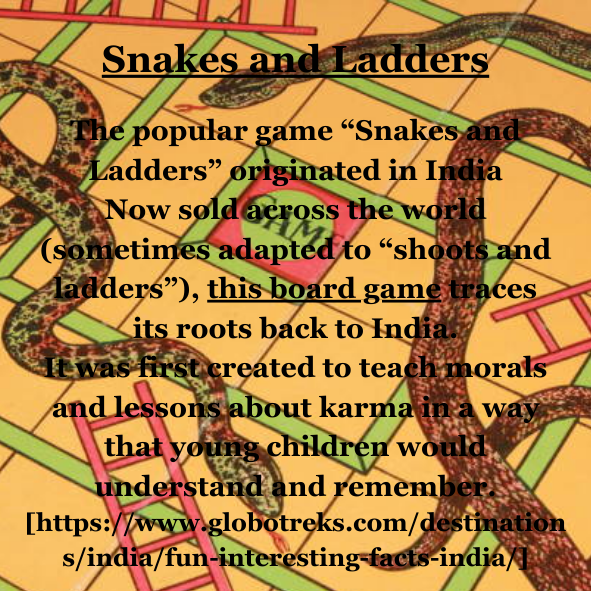 Snakes and Ladders
The popular game “Snakes and
Ladders” originated in India
Now sold across the world
(sometimes adapted to “shoots and
ladders”), this board game traces
its roots back to India.
It was first created to teach morals
and lessons about karma in a way
that young children would
understand and remember.
[https://www.globotreks.com/destination
s/india/fun-interesting-facts-india/]
GAME